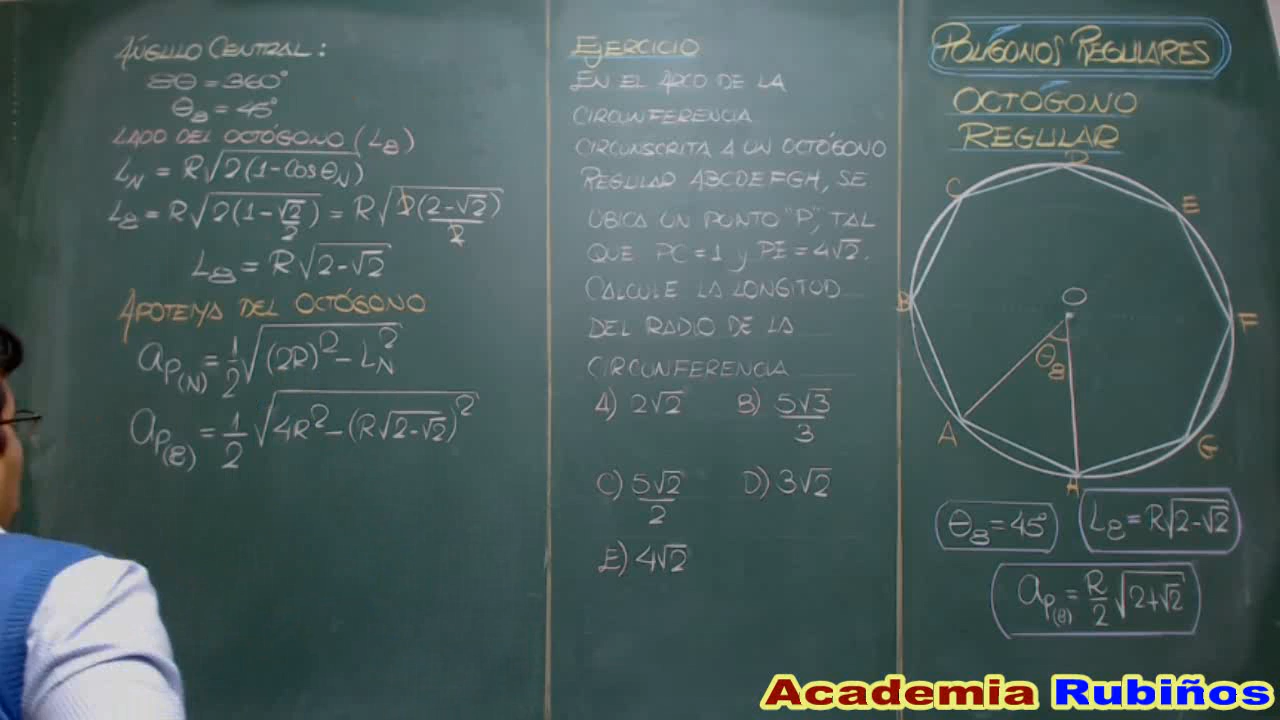 ÁNGULO CENTRAL:
8θ = 360°
θ₈ = 45°
LADO DEL OCTÓGONO (L₈)
L_N = R√(2(1-Cosθ_N))
L₈ = R√(2(1-√2/2)) = R√(2(2-√2)/2)
L₈ = R√(2-√2)
APOTEMA DEL OCTÓGONO
a_p(N) = 1/2 √((2R)² - L_N²)
a_p(8) = 1/2 √(4R² - (R√(2-√2))²)
EJERCICIO
EN EL ARCO DE LA
CIRCUNFERENCIA
CIRCUNSCRITA A UN OCTÓGONO
REGULAR ABCDEFGH, SE
UBICA UN PUNTO "P", TAL
QUE PC = 1 y PE = 4√2.
CALCULE LA LONGITUD
DEL RADIO DE LA
CIRCUNFERENCIA
A) 2√2 B) 5√3/3
C) 5√2/2 D) 3√2
E) 4√2
POLÍGONOS REGULARES
OCTÓGONO
REGULAR
D
C
E
B
O
F
θ₈
A
G
H
θ₈ = 45°
L₈ = R√(2-√2)
a_p(8) = R/2 √(2+√2)
Academia Rubiños